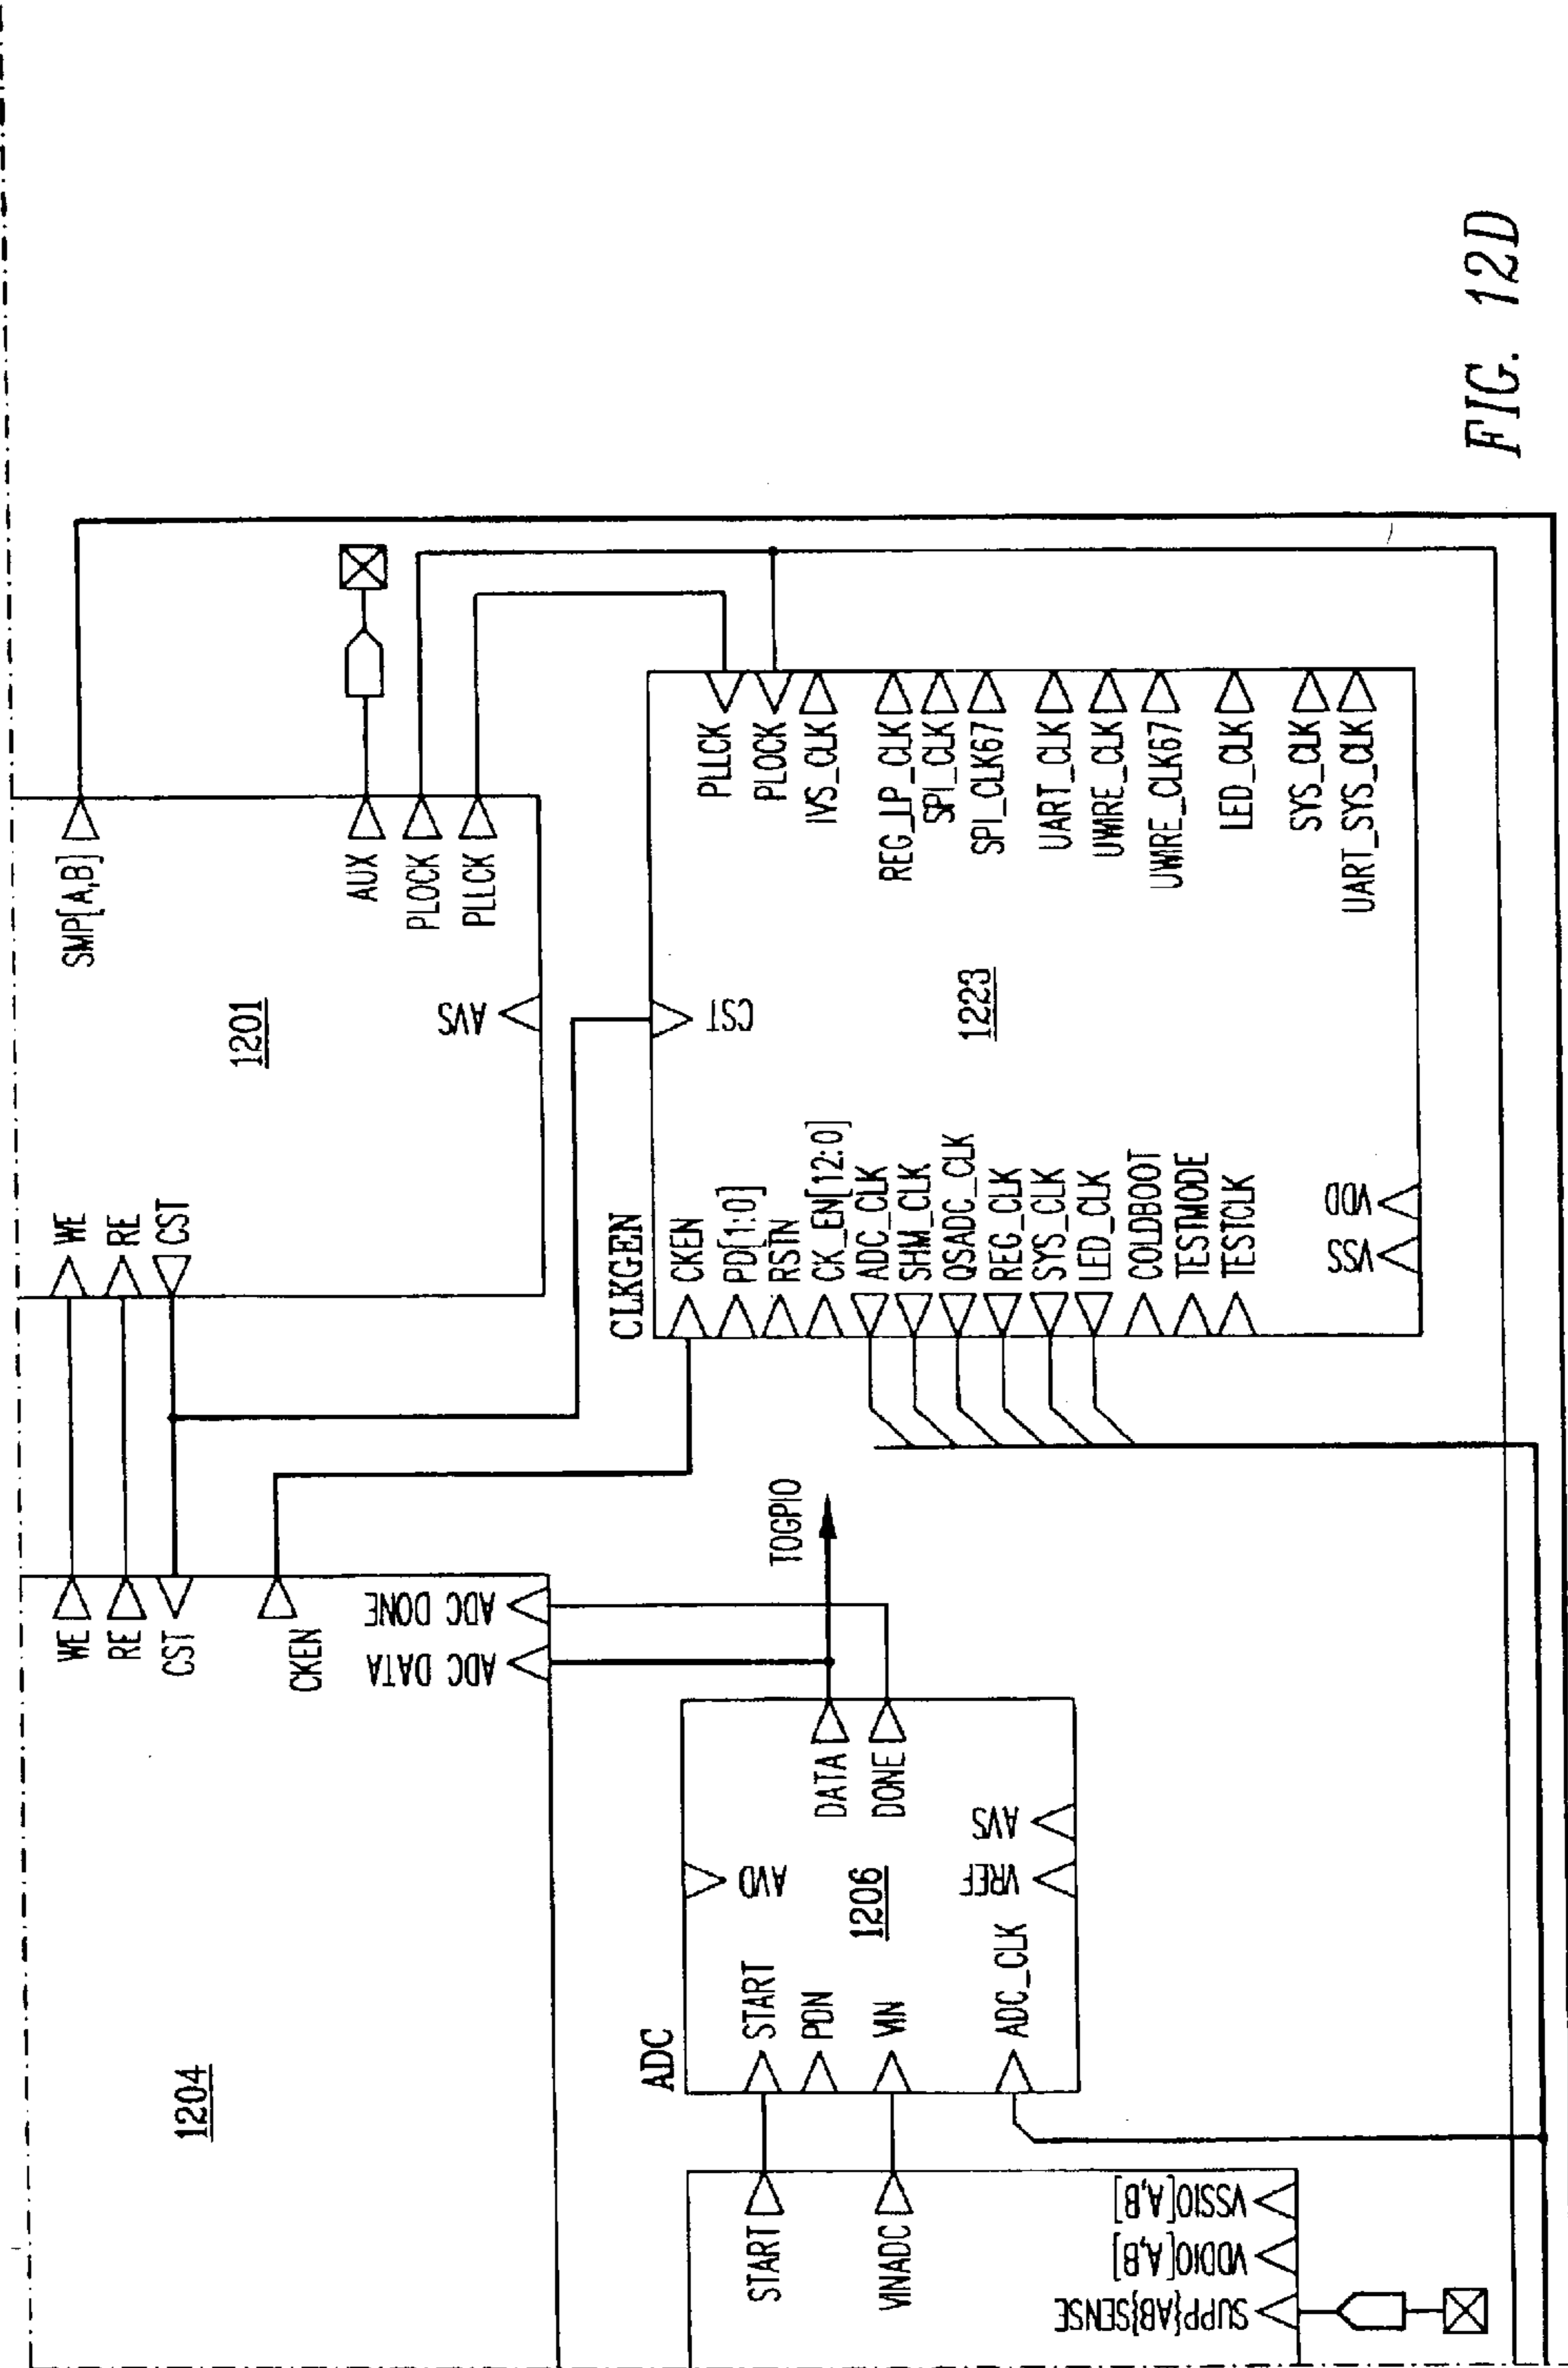 1204
WE
RE
CST
CKEN
ADC DONE
ADC DATA
WE
RE
CST
1201
SMP[A,B]
AUX
PLOCK
PLLCK
AVS
START
VINADC
VSSIO[A,B]
VDDIO[A,B]
SUPP{AB}SENSE
ADC
START
PDN
VIN
ADC_CLK
AVD
1206
DATA
DONE
AVS
VREF
TOGPIO
CLKGEN
CKEN
PD[1:0]
RSTN
CK_EN[12:0]
ADC_CLK
SHM_CLK
QSADC_CLK
REG_CLK
SYS_CLK
LED_CLK
COLDBOOT
TESTMODE
TESTCLK
CST
1223
VDD
VSS
PLLCK
PLOCK
IVS_CLK
REG_LP_CLK
SPI_CLK
SPI_CLK67
UART_CLK
UWIRE_CLK
UWIRE_CLK67
LED_CLK
SYS_CLK
UART_SYS_CLK
FIG. 12D